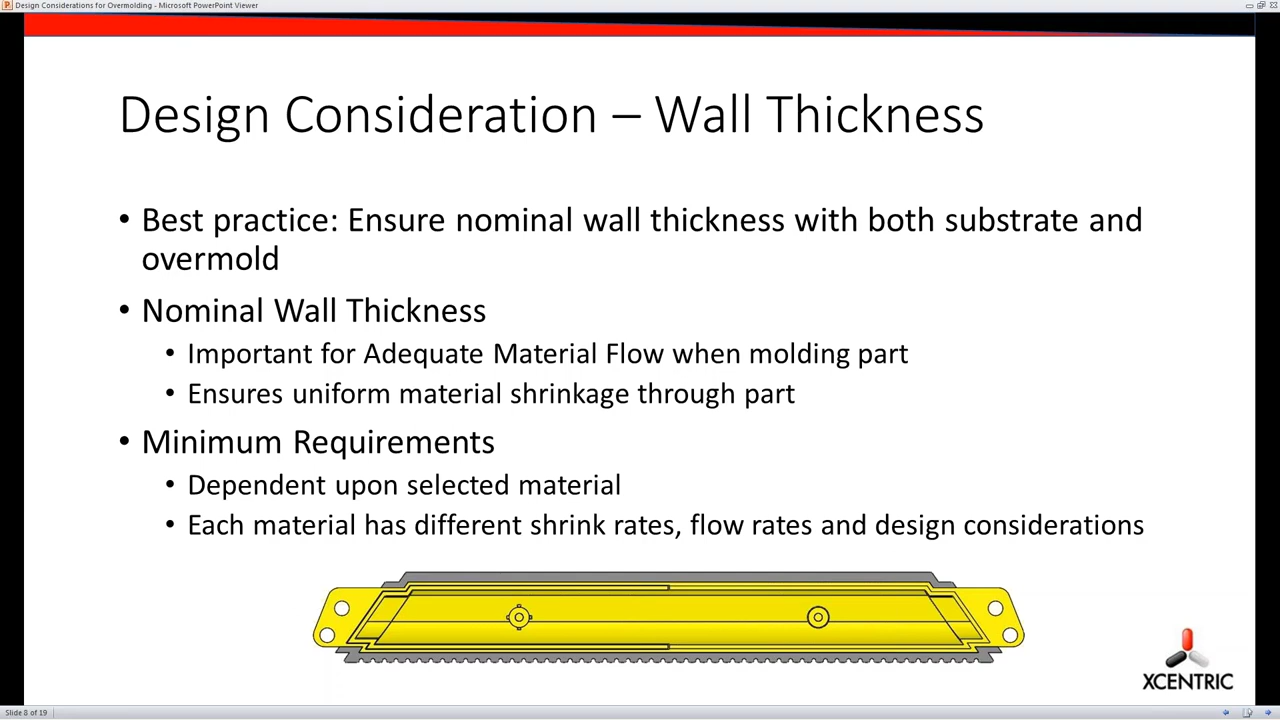 Design Considerations for Overmolding - Microsoft PowerPoint Viewer
Design Consideration – Wall Thickness
• Best practice: Ensure nominal wall thickness with both substrate and
overmold
• Nominal Wall Thickness
• Important for Adequate Material Flow when molding part
• Ensures uniform material shrinkage through part
• Minimum Requirements
• Dependent upon selected material
• Each material has different shrink rates, flow rates and design considerations
XCENTRIC
Slide 8 of 19